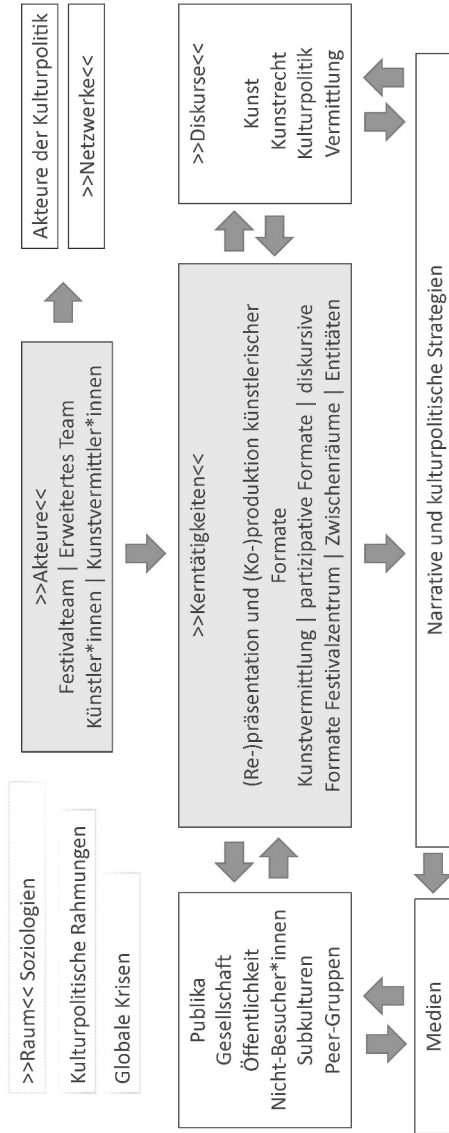 >>Raum<< Soziologien
Kulturpolitische Rahmungen
Globale Krisen
>>Akteure<<
Festivalteam | Erweitertes Team
Künstler*innen | Kunstvermittler*innen
Akteure der Kulturpolitik
>>Netzwerke<<
Publika
Gesellschaft
Öffentlichkeit
Nicht-Besucher*innen
Subkulturen
Peer-Gruppen
>>Kerntätigkeiten<<
(Re-)präsentation und (Ko-)produktion künstlerischer
Formate
Kunstvermittlung | partizipative Formate | diskursive
Formate Festivalzentrum | Zwischenräume | Entitäten
>>Diskurse<<
Kunst
Kunstrecht
Kulturpolitik
Vermittlung
Medien
Narrative und kulturpolitische Strategien